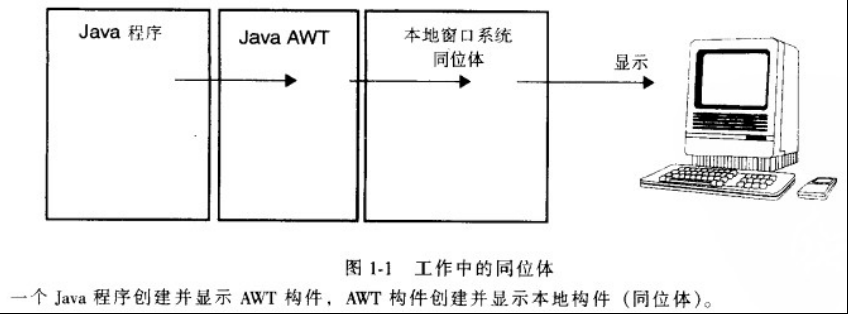 Java 程序
Java AWT
本地窗口系统
同位体
显示
图 1-1 工作中的同位体
一个 Java 程序创建并显示 AWT 构件，AWT 构件创建并显示本地构件（同位体）。